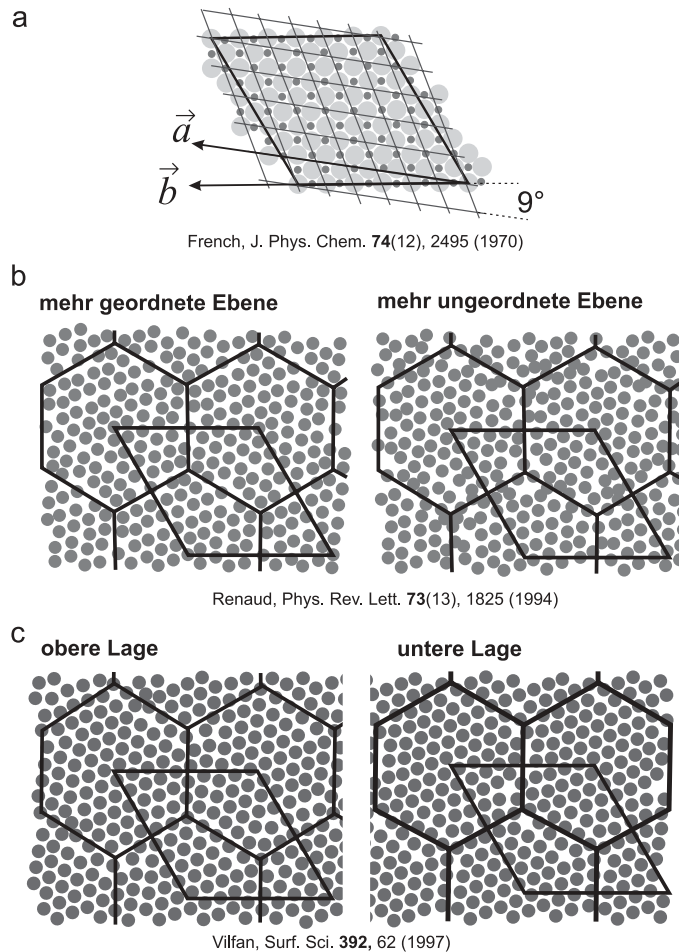 a
a
b
9°
French, J. Phys. Chem. 74(12), 2495 (1970)
b
mehr geordnete Ebene
mehr ungeordnete Ebene
Renaud, Phys. Rev. Lett. 73(13), 1825 (1994)
c
obere Lage
untere Lage
Vilfan, Surf. Sci. 392, 62 (1997)